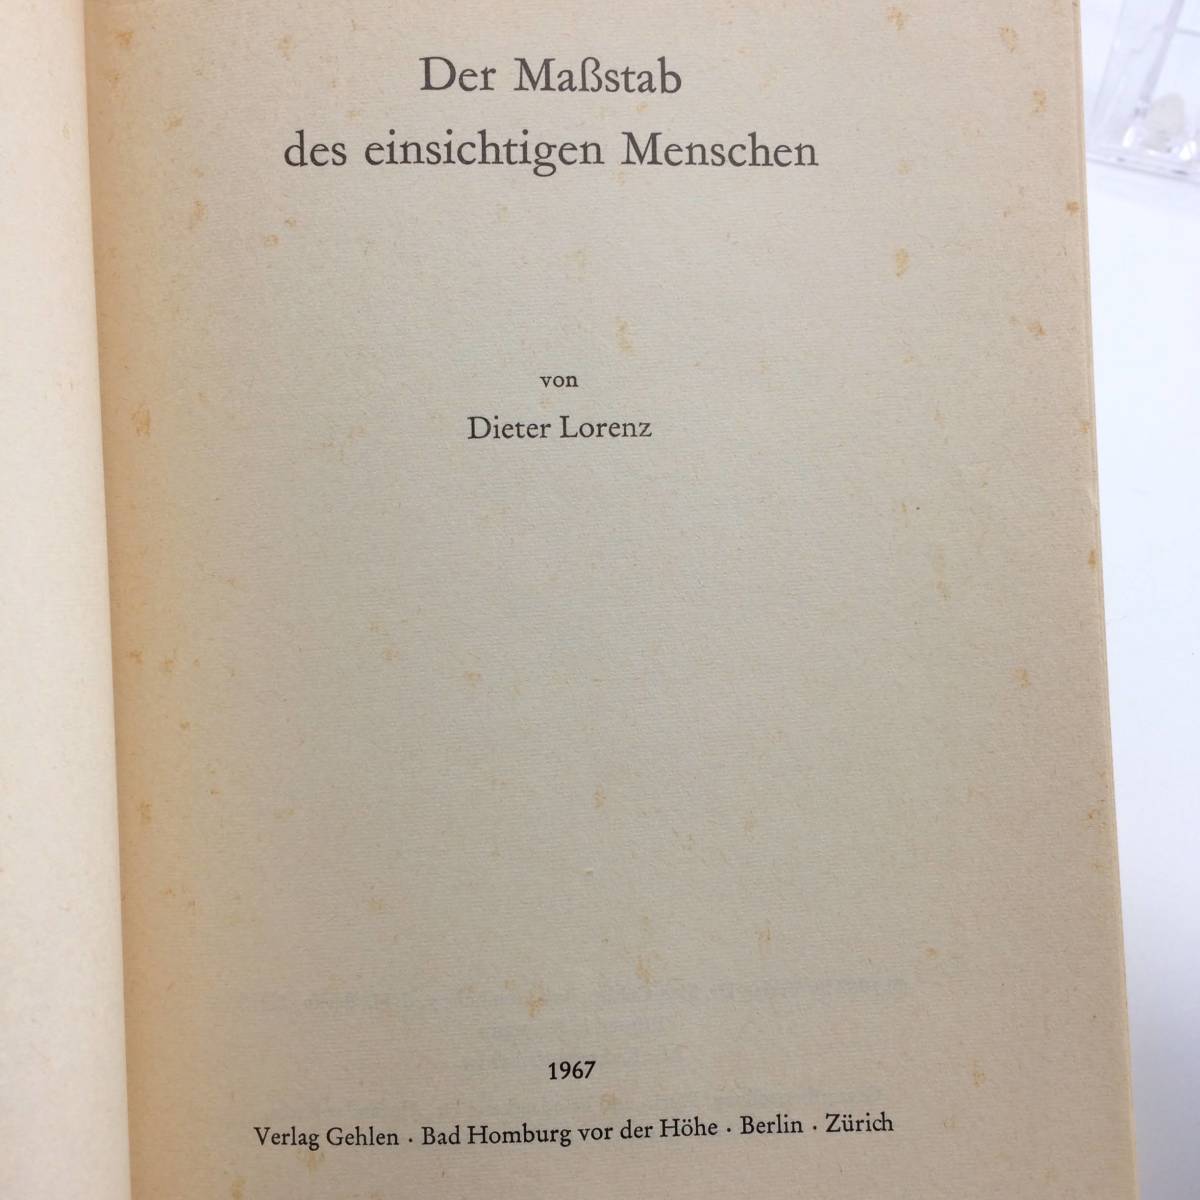 Der Maßstab
des einsichtigen Menschen
von
Dieter Lorenz
1967
Verlag Gehlen · Bad Homburg vor der Höhe · Berlin · Zürich